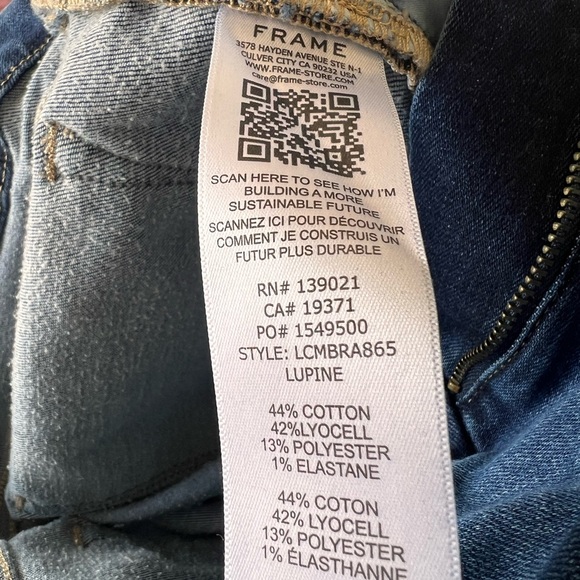 FRAME
3578 HAYDEN AVENUE STE N-1
CULVER CITY CA 90232 USA
WWW.FRAME-STORE.COM
care@frame-store.com
SCAN HERE TO SEE HOW I'M
BUILDING A MORE
SUSTAINABLE FUTURE
SCANNEZ ICI POUR DÉCOUVRIR
COMMENT JE CONSTRUIS UN
FUTUR PLUS DURABLE
RN# 139021
CA# 19371
PO# 1549500
STYLE: LCMBRA865
LUPINE
44% COTTON
42%LYOCELL
13% POLYESTER
1% ELASTANE
44% COTON
42% LYOCELL
13% POLYESTER
1% ÉLASTHANNE